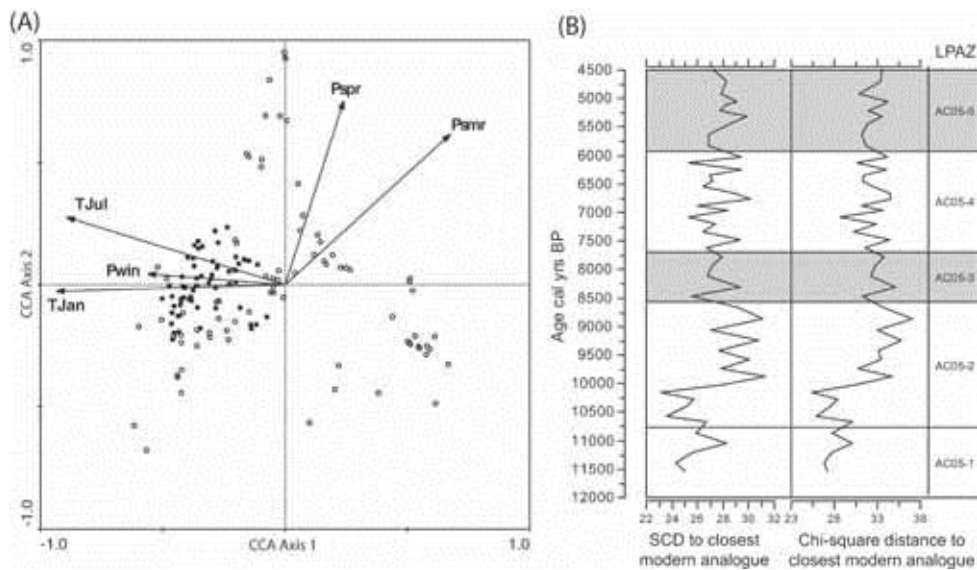 (A)
1.0
Pspr
Psmr
TJul
Pwin
TJan
CCA Axis 2
-1.0
-1.0
CCA Axis 1
1.0
(B)
LPAZ
Age cal yrs BP
4500
5000
5500
6000
6500
7000
7500
8000
8500
9000
9500
10000
10500
11000
11500
12000
AC05-5
AC05-4
AC05-3
AC05-2
AC05-1
22 24 26 28 30 32
23 28 33 38
SCD to closest
modern analogue
Chi-square distance to
closest modern analogue